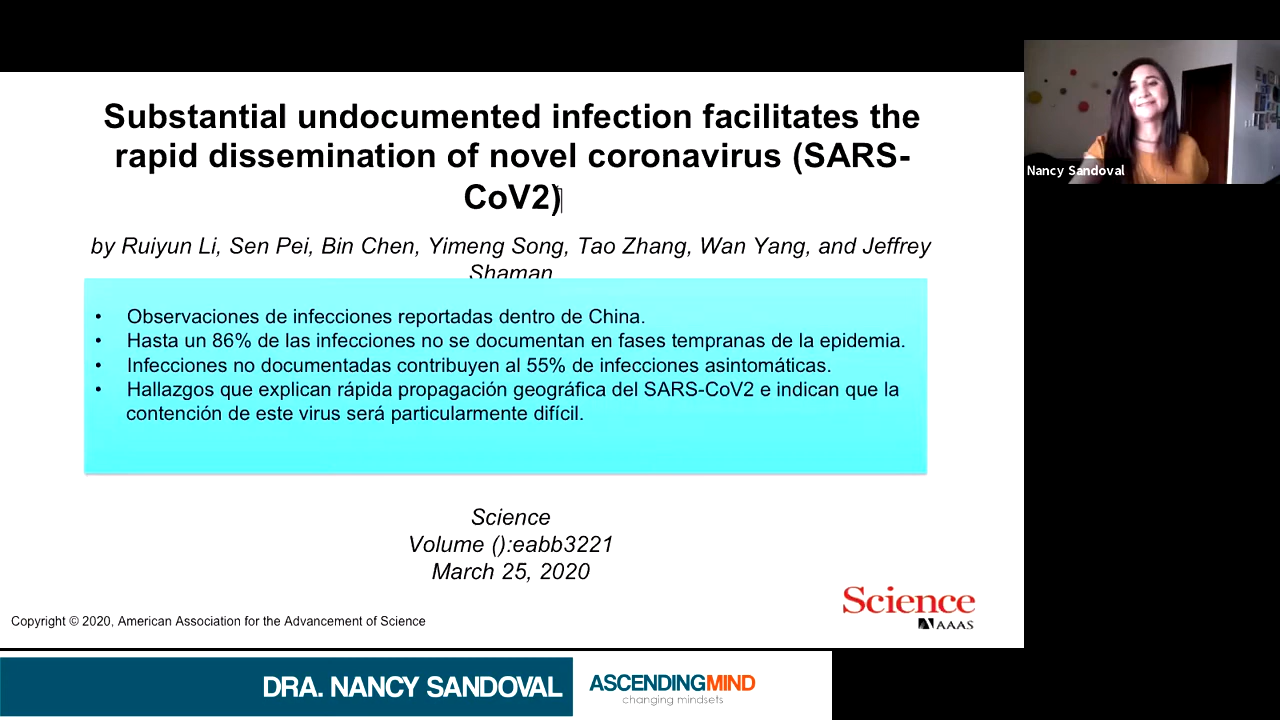 Substantial undocumented infection facilitates the
rapid dissemination of novel coronavirus (SARS-
CoV2)
by Ruiyun Li, Sen Pei, Bin Chen, Yimeng Song, Tao Zhang, Wan Yang, and Jeffrey
Shaman
• Observaciones de infecciones reportadas dentro de China.
• Hasta un 86% de las infecciones no se documentan en fases tempranas de la epidemia.
• Infecciones no documentadas contribuyen al 55% de infecciones asintomáticas.
• Hallazgos que explican rápida propagación geográfica del SARS-CoV2 e indican que la
contención de este virus será particularmente difícil.
Science
Volume ():eabb3221
March 25, 2020
Copyright © 2020, American Association for the Advancement of Science
Science
AAAS
Nancy Sandoval
DRA. NANCY SANDOVAL
ASCENDINGMIND
changing mindsets